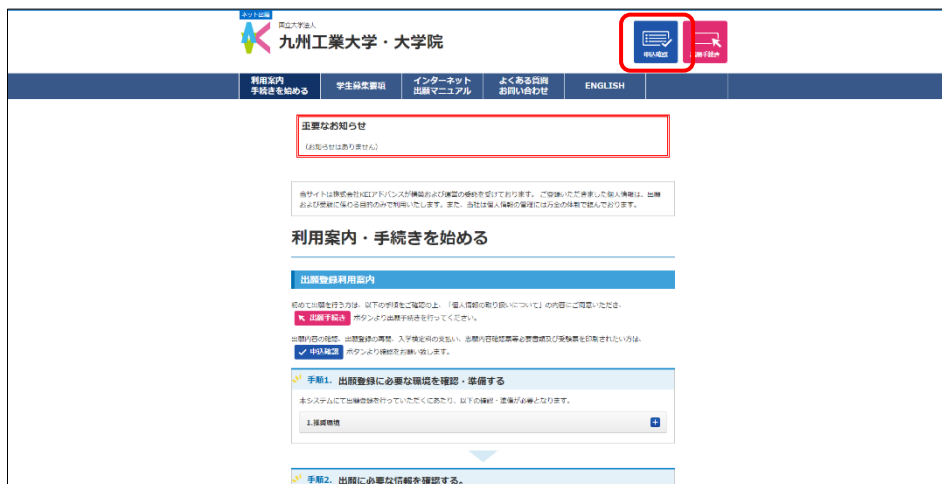 ネット出願
国立大学法人
九州工業大学・大学院
申込確認
出願手続き
利用案内
手続きを始める
学生募集要項
インターネット
出願マニュアル
よくある質問
お問い合わせ
ENGLISH
重要なお知らせ
（お知らせはありません）
当サイトは株式会社KEIアドバンスが構築および運営の委託を受けております。ご登録いただきました個人情報は、出願
および受験に係わる目的のみで利用いたします。また、当社は個人情報の管理には万全の体制で臨んでおります。
利用案内・手続きを始める
出願登録利用案内
初めて出願を行う方は、以下の手順をご確認の上、「個人情報の取り扱いについて」の内容にご同意いただき、
出願手続き ボタンより出願手続きを行ってください。
出願内容の確認、出願登録の再開、入学検定料の支払い、出願内容確認票等必要書類及び受験票を印刷されたい方は、
申込確認 ボタンより確認をお願い致します。
手順1. 出願登録に必要な環境を確認・準備する
本システムにて出願登録を行っていただくにあたり、以下の確認・準備が必要となります。
1.推奨環境
手順2. 出願に必要な情報を確認する。